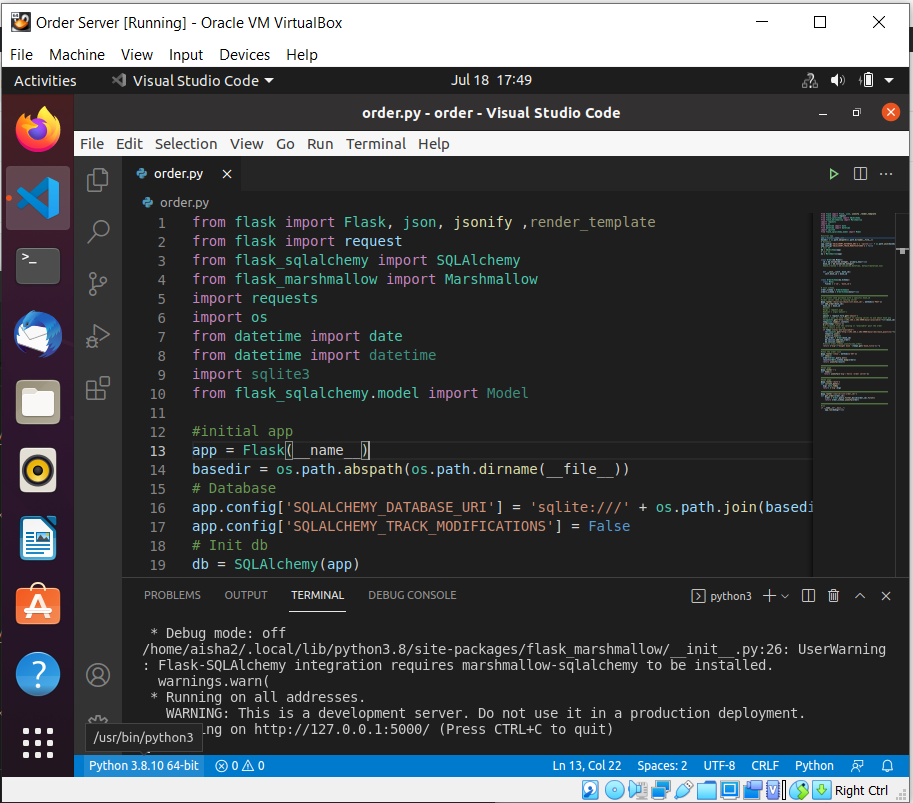 Order Server [Running] - Oracle VM VirtualBox
File Machine View Input Devices Help
Activities Visual Studio Code Jul 18 17:49
order.py - order - Visual Studio Code
File Edit Selection View Go Run Terminal Help
order.py
order.py
1 from flask import Flask, json, jsonify ,render_template
2 from flask import request
3 from flask_sqlalchemy import SQLAlchemy
4 from flask_marshmallow import Marshmallow
5 import requests
6 import os
7 from datetime import date
8 from datetime import datetime
9 import sqlite3
10 from flask_sqlalchemy.model import Model
11
12 #initial app
13 app = Flask(__name__)
14 basedir = os.path.abspath(os.path.dirname(__file__))
15 # Database
16 app.config['SQLALCHEMY_DATABASE_URI'] = 'sqlite:///' + os.path.join(basedi
17 app.config['SQLALCHEMY_TRACK_MODIFICATIONS'] = False
18 # Init db
19 db = SQLAlchemy(app)
PROBLEMS OUTPUT TERMINAL DEBUG CONSOLE python3
* Debug mode: off
/home/aisha2/.local/lib/python3.8/site-packages/flask_marshmallow/__init__.py:26: UserWarning
: Flask-SQLAlchemy integration requires marshmallow-sqlalchemy to be installed.
warnings.warn(
* Running on all addresses.
WARNING: This is a development server. Do not use it in a production deployment.
ng on http://127.0.0.1:5000/ (Press CTRL+C to quit)
/usr/bin/python3
Python 3.8.10 64-bit 0 0 Ln 13, Col 22 Spaces: 2 UTF-8 CRLF Python
Right Ctrl